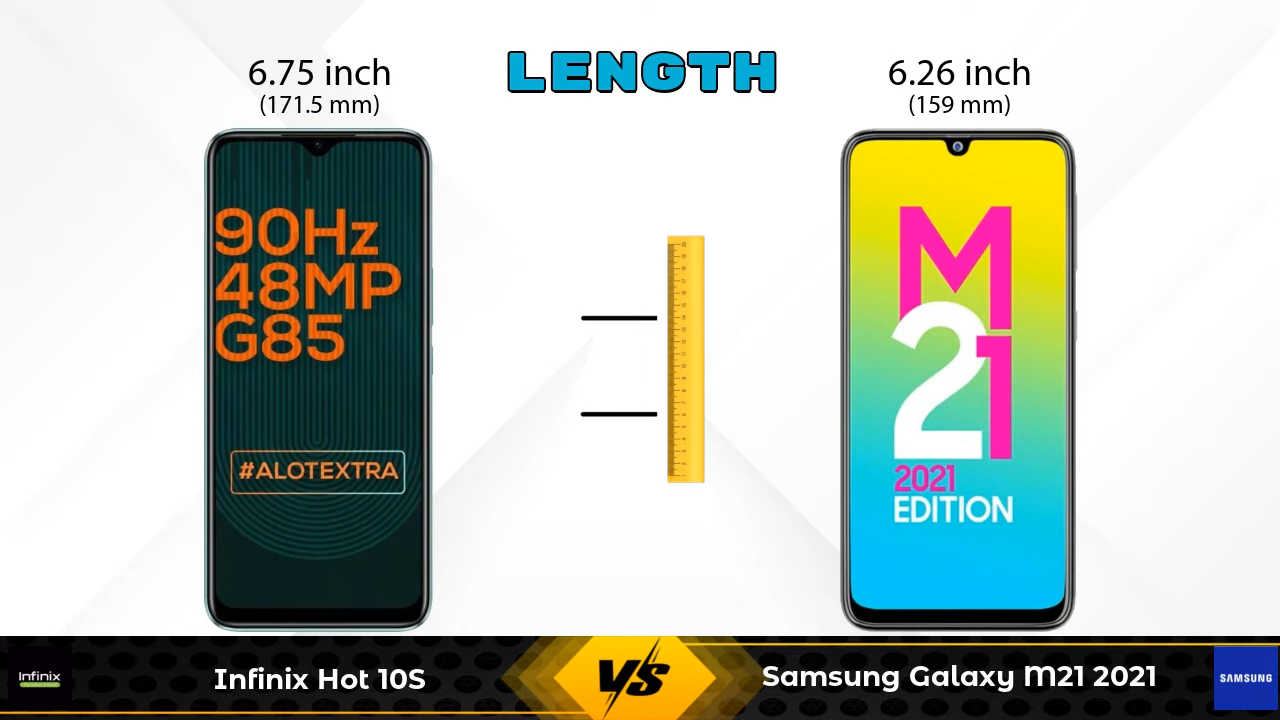 LENGTH
6.75 inch
(171.5 mm)
6.26 inch
(159 mm)
90Hz
48MP
G85
#ALOTEXTRA
M
21
2021
EDITION
Infinix
Infinix Hot 10S
VS
Samsung Galaxy M21 2021
SAMSUNG